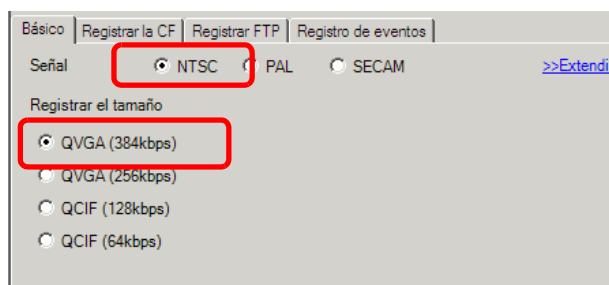 Básico Registrar la CF Registrar FTP Registro de eventos
Señal NTSC PAL SECAM >>Extendi
Registrar el tamaño
QVGA (384kbps)
QVGA (256kbps)
QCIF (128kbps)
QCIF (64kbps)